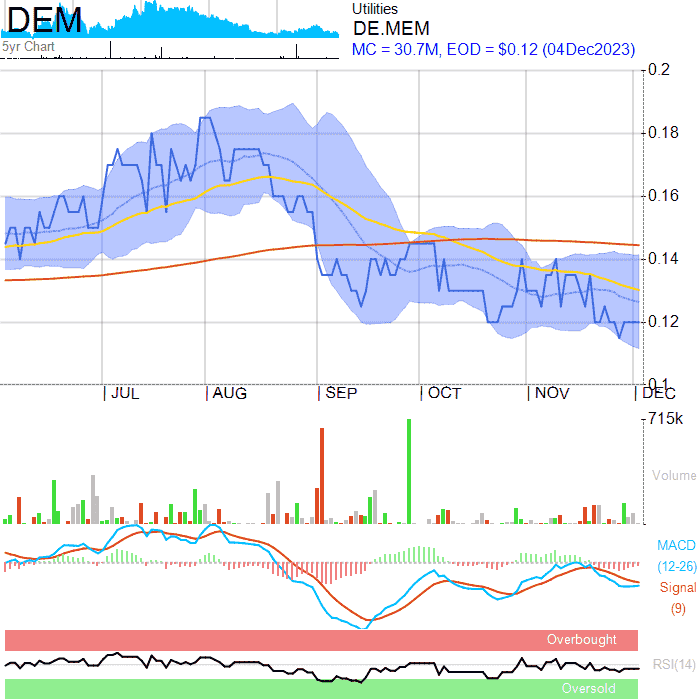 DEM
Utilities
DE.MEM
MC = 30.7M, EOD = $0.12 (04Dec2023)
5yr Chart
0.2
0.18
0.16
0.14
0.12
0.1
JUL AUG SEP OCT NOV DEC
715k
Volume
MACD
(12-26)
Signal
(9)
Overbought
RSI(14)
Oversold